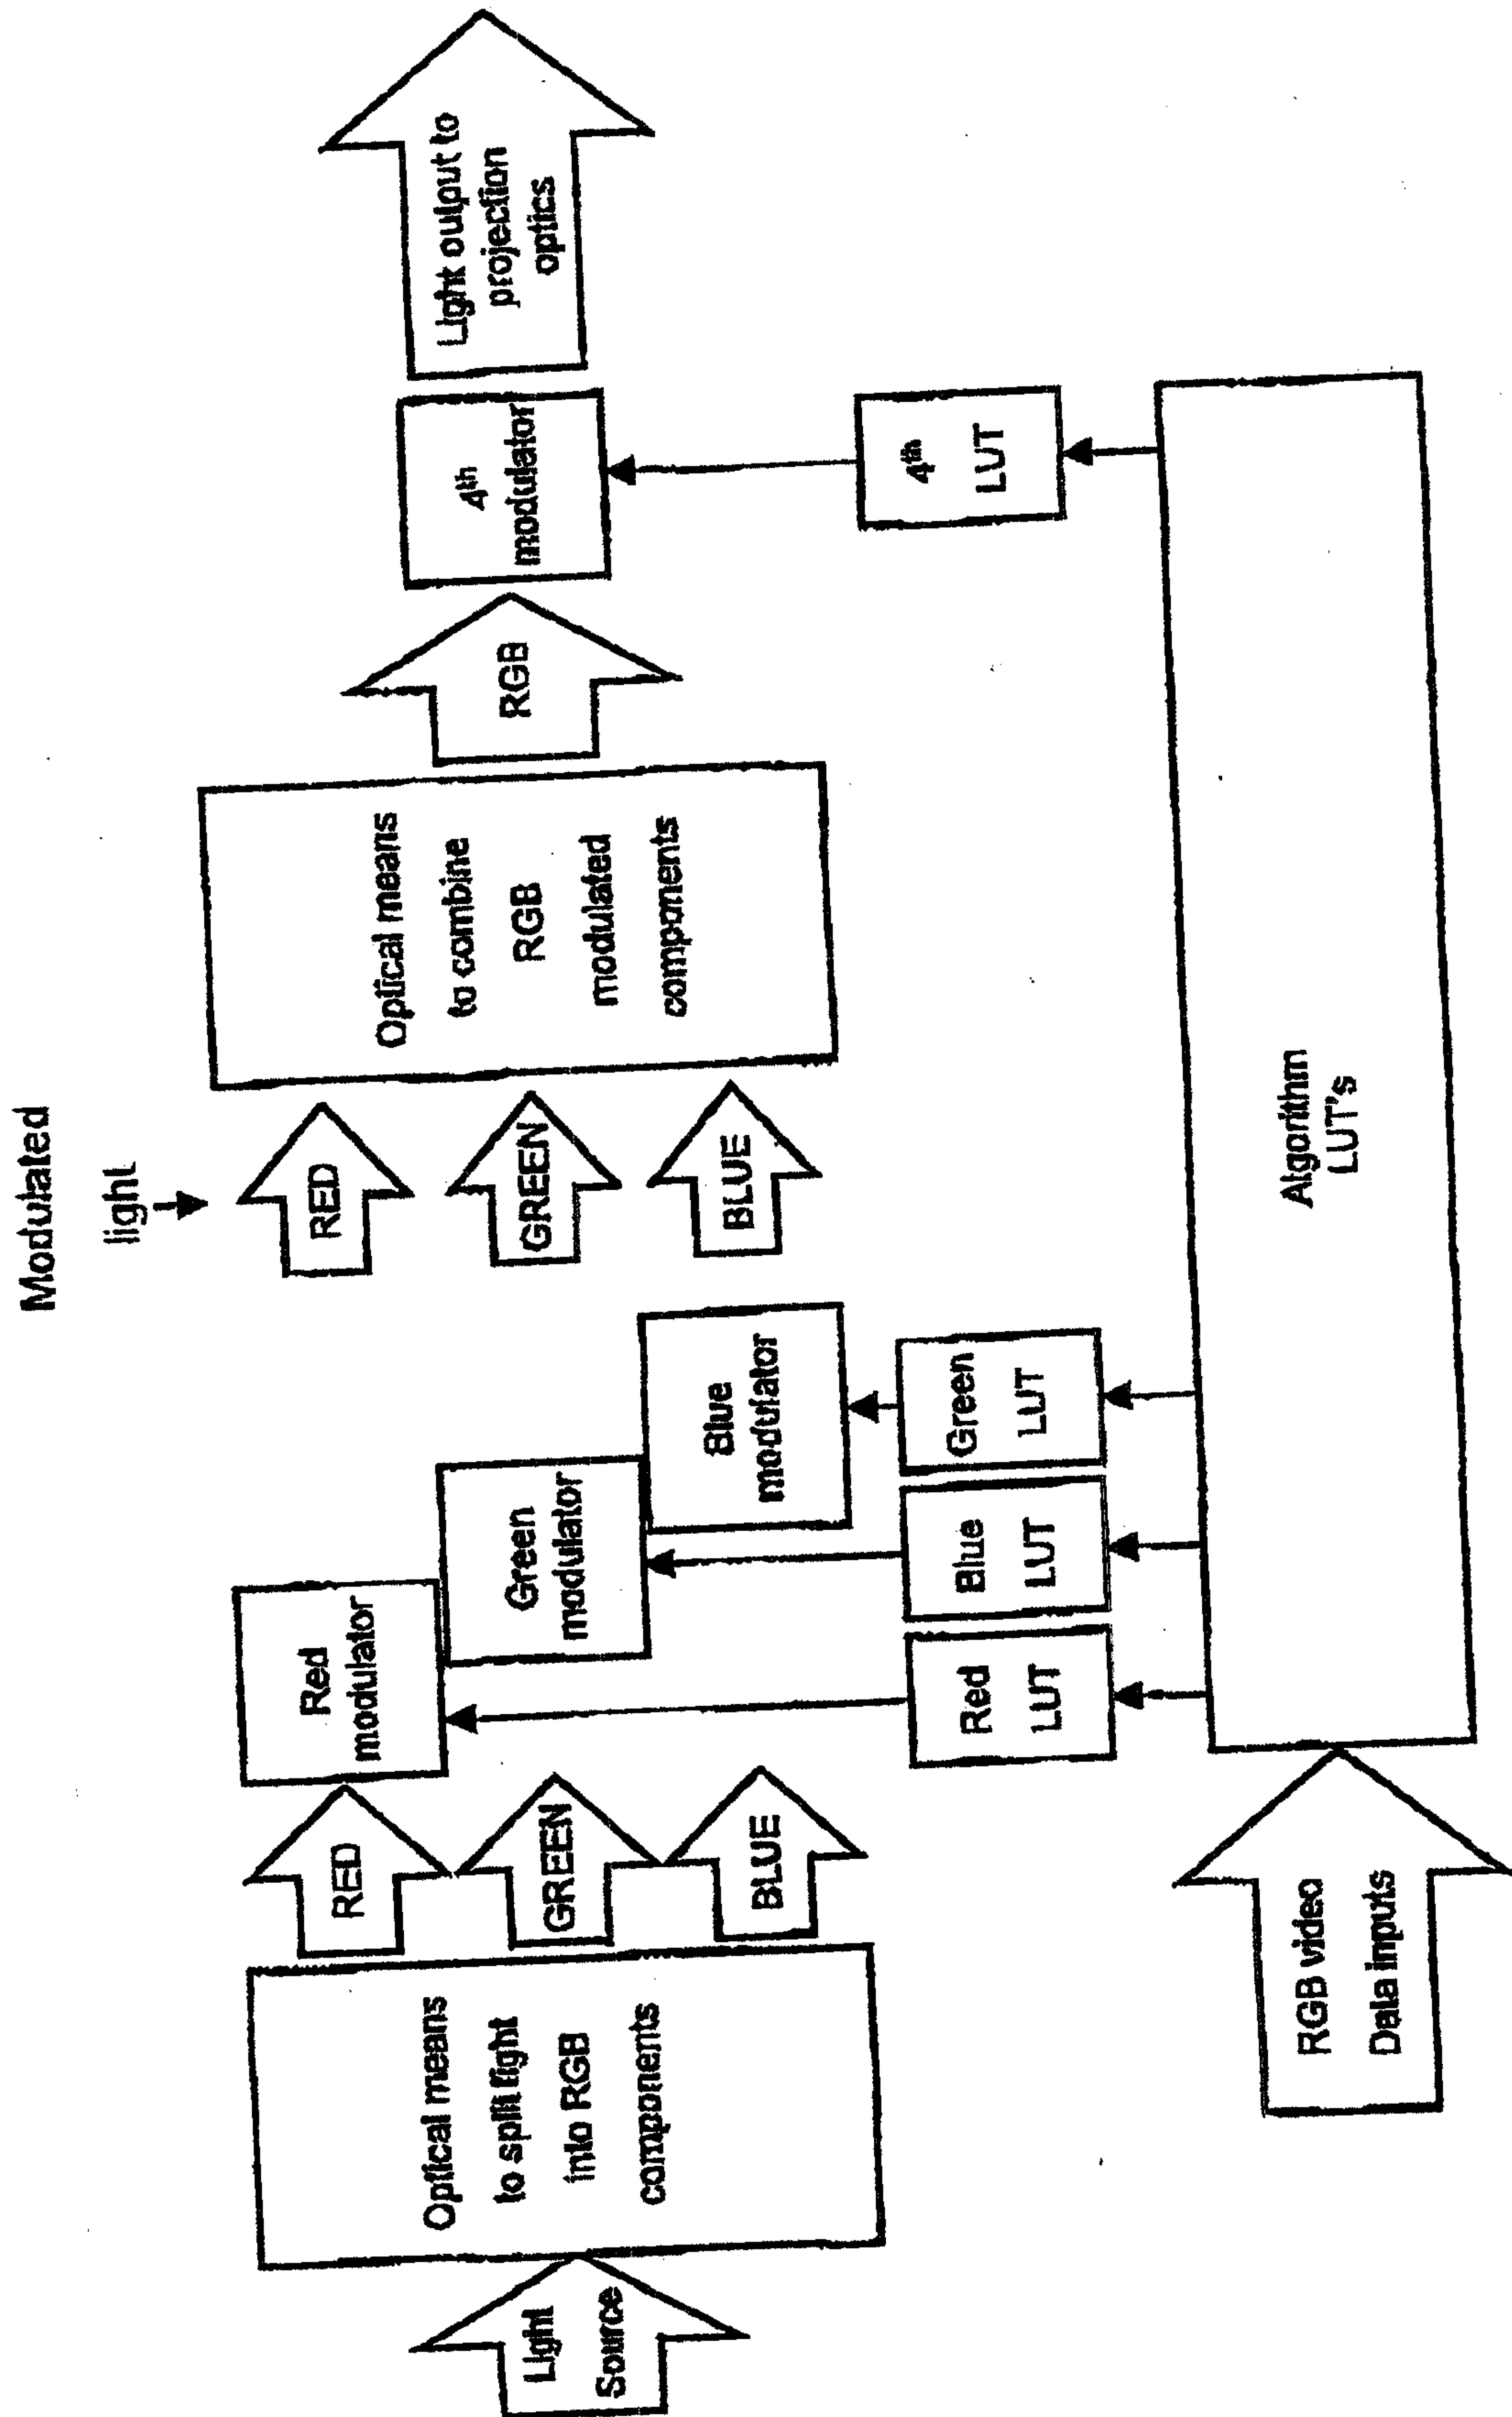 Modulated
light
Light
Source
Optical means
to split light
into RGB
components
RED
GREEN
BLUE
Red
modulator
Green
modulator
Blue
modulator
RED
GREEN
BLUE
Optical means
to combine
RGB
modulated
components
RGB
4th
modulator
Light output to
projection
optics
Red
LUT
Blue
LUT
Green
LUT
4th
LUT
RGB video
Data inputs
Algorithm
LUT's